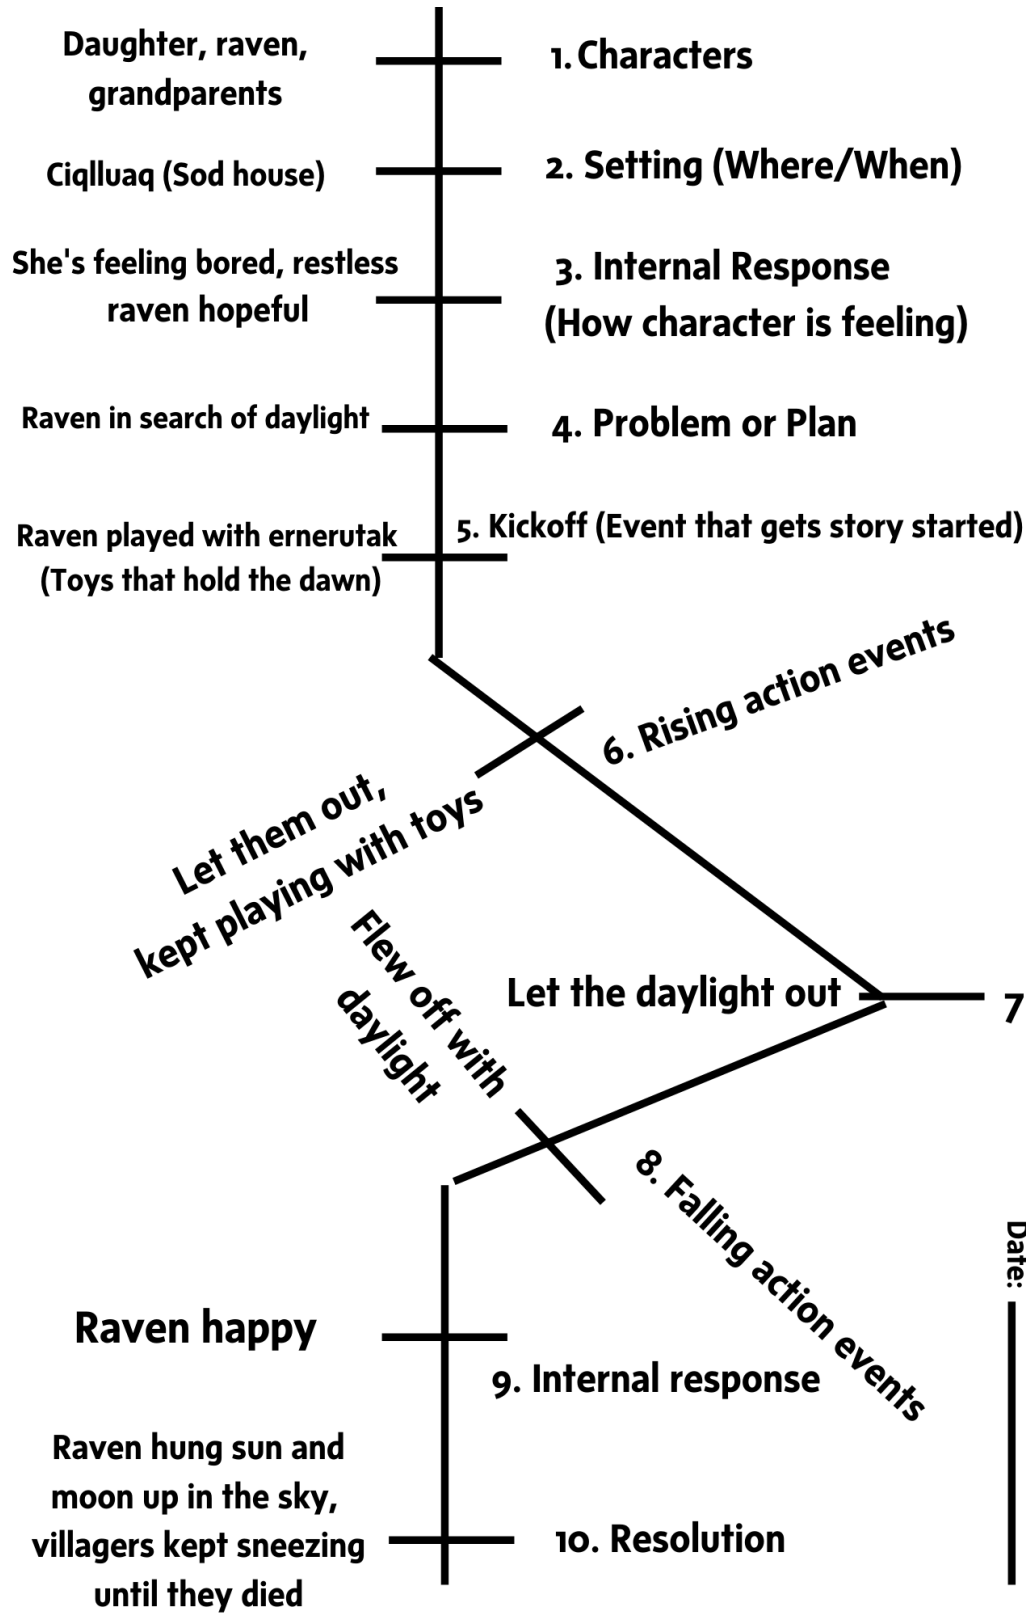 Daughter, raven,
grandparents
1. Characters
Ciqlluaq (Sod house)
2. Setting (Where/When)
She's feeling bored, restless
raven hopeful
3. Internal Response
(How character is feeling)
Raven in search of daylight
4. Problem or Plan
Raven played with ernerutak
(Toys that hold the dawn)
5. Kickoff (Event that gets story started)
6. Rising action events
Let them out,
kept playing with toys
Let the daylight out
7
Flew off with
daylight
8. Falling action events
Date:
Raven happy
9. Internal response
Raven hung sun and
moon up in the sky,
villagers kept sneezing
until they died
10. Resolution